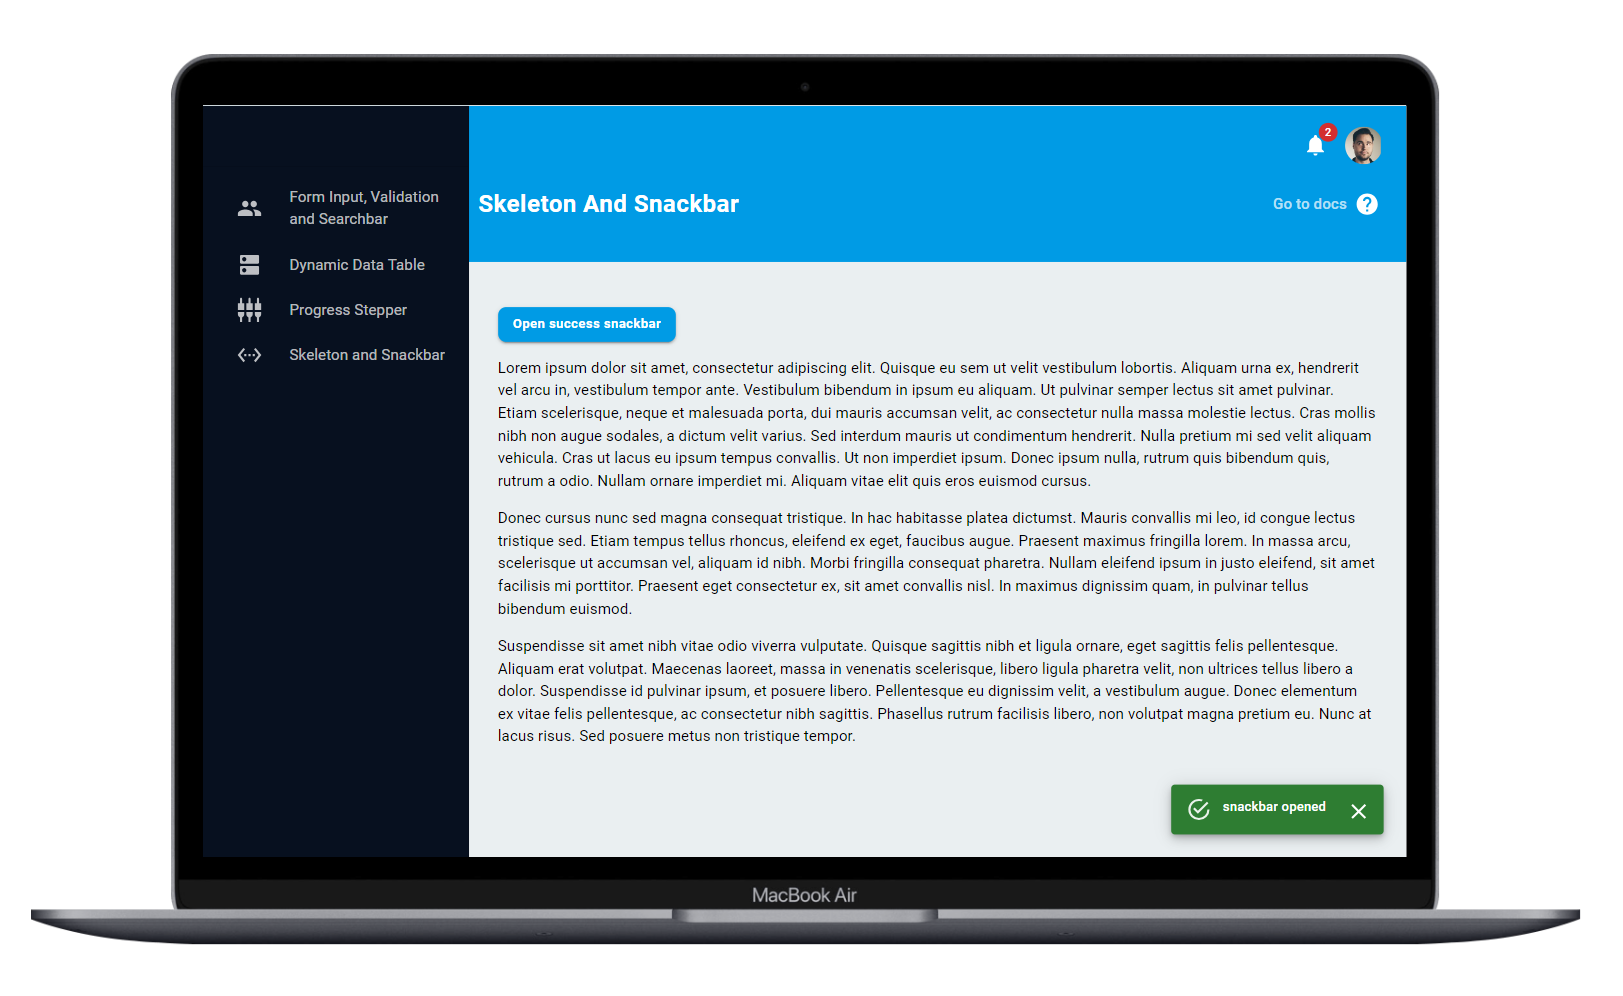 2
Form Input, Validation
and Searchbar
Dynamic Data Table
Progress Stepper
Skeleton and Snackbar
Skeleton And Snackbar
Go to docs ?
Open success snackbar
Lorem ipsum dolor sit amet, consectetur adipiscing elit. Quisque eu sem ut velit vestibulum lobortis. Aliquam urna ex, hendrerit
vel arcu in, vestibulum tempor ante. Vestibulum bibendum in ipsum eu aliquam. Ut pulvinar semper lectus sit amet pulvinar.
Etiam scelerisque, neque et malesuada porta, dui mauris accumsan velit, ac consectetur nulla massa molestie lectus. Cras mollis
nibh non augue sodales, a dictum velit varius. Sed interdum mauris ut condimentum hendrerit. Nulla pretium mi sed velit aliquam
vehicula. Cras ut lacus eu ipsum tempus convallis. Ut non imperdiet ipsum. Donec ipsum nulla, rutrum quis bibendum quis,
rutrum a odio. Nullam ornare imperdiet mi. Aliquam vitae elit quis eros euismod cursus.
Donec cursus nunc sed magna consequat tristique. In hac habitasse platea dictumst. Mauris convallis mi leo, id congue lectus
tristique sed. Etiam tempus tellus rhoncus, eleifend ex eget, faucibus augue. Praesent maximus fringilla lorem. In massa arcu,
scelerisque ut accumsan vel, aliquam id nibh. Morbi fringilla consequat pharetra. Nullam eleifend ipsum in justo eleifend, sit amet
facilisis mi porttitor. Praesent eget consectetur ex, sit amet convallis nisl. In maximus dignissim quam, in pulvinar tellus
bibendum euismod.
Suspendisse sit amet nibh vitae odio viverra vulputate. Quisque sagittis nibh et ligula ornare, eget sagittis felis pellentesque.
Aliquam erat volutpat. Maecenas laoreet, massa in venenatis scelerisque, libero ligula pharetra velit, non ultrices tellus libero a
dolor. Suspendisse id pulvinar ipsum, et posuere libero. Pellentesque eu dignissim velit, a vestibulum augue. Donec elementum
ex vitae felis pellentesque, ac consectetur nibh sagittis. Phasellus rutrum facilisis libero, non volutpat magna pretium eu. Nunc at
lacus risus. Sed posuere metus non tristique tempor.
snackbar opened
MacBook Air